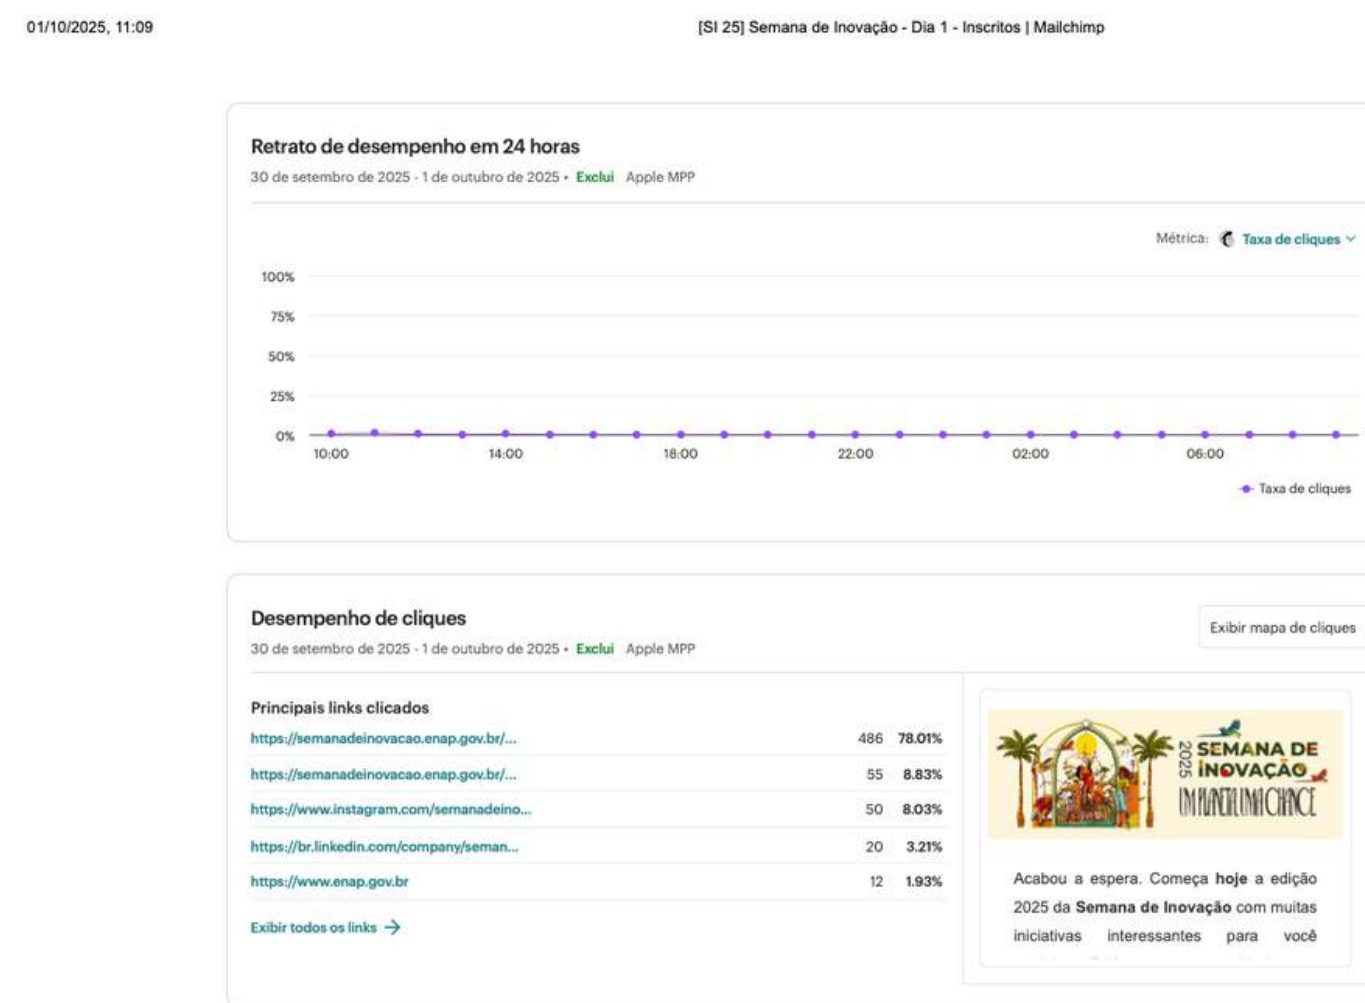 01/10/2025, 11:09
[SI 25] Semana de Inovação - Dia 1 - Inscritos | Mailchimp
Retrato de desempenho em 24 horas
30 de setembro de 2025 - 1 de outubro de 2025 • Exclui Apple MPP
Métrica: Taxa de cliques
100%
75%
50%
25%
0%
10:00 14:00 18:00 22:00 02:00 06:00
Taxa de cliques
Desempenho de cliques
30 de setembro de 2025 - 1 de outubro de 2025 • Exclui Apple MPP
Exibir mapa de cliques
Principais links clicados
https://semanadeinovacao.enap.gov.br/... 486 78.01%
https://semanadeinovacao.enap.gov.br/... 55 8.83%
https://www.instagram.com/semanadeino... 50 8.03%
https://br.linkedin.com/company/seman... 20 3.21%
https://www.enap.gov.br 12 1.93%
Exibir todos os links →
2025
SEMANA DE
INOVAÇÃO
UM PLANETA, UMA CHANCE
Acabou a espera. Começa hoje a edição
2025 da Semana de Inovação com muitas
iniciativas interessantes para você